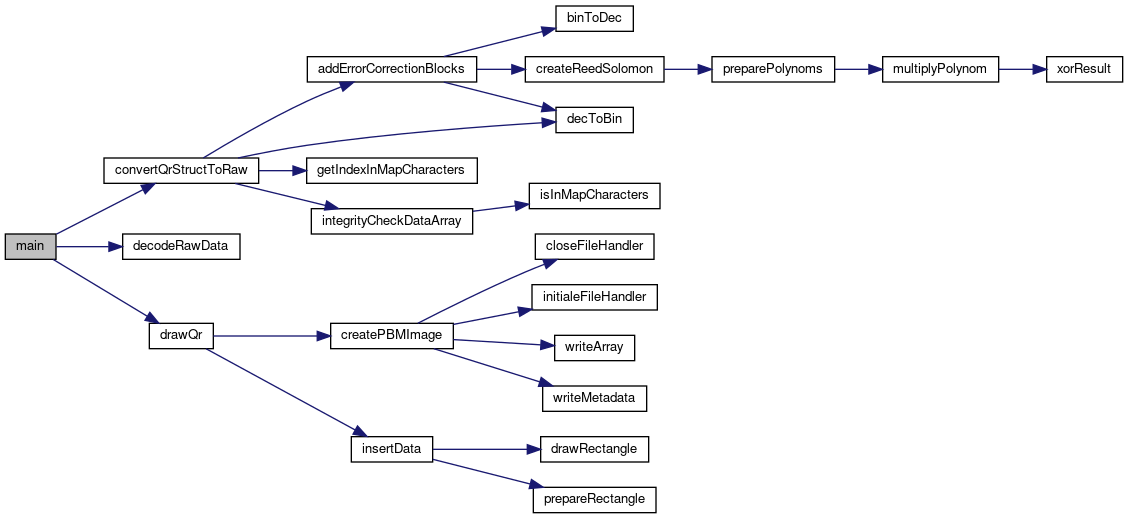 binToDec
addErrorCorrectionBlocks
createReedSolomon
preparePolynoms
multiplyPolynom
xorResult
decToBin
convertQrStructToRaw
getIndexInMapCharacters
isInMapCharacters
integrityCheckDataArray
main
decodeRawData
closeFileHandler
initialeFileHandler
drawQr
createPBMImage
writeArray
writeMetadata
insertData
drawRectangle
prepareRectangle